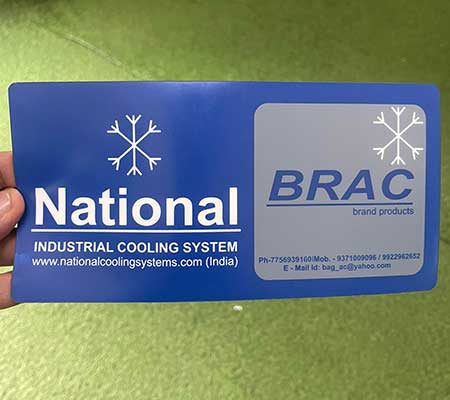 National
INDUSTRIAL COOLING SYSTEM
www.nationalcoolingsystems.com (India)
BRAC
brand products
Ph-7756939160|Mob. - 9371009096 / 9922962652
E - Mail Id: bag_ac@yahoo.com